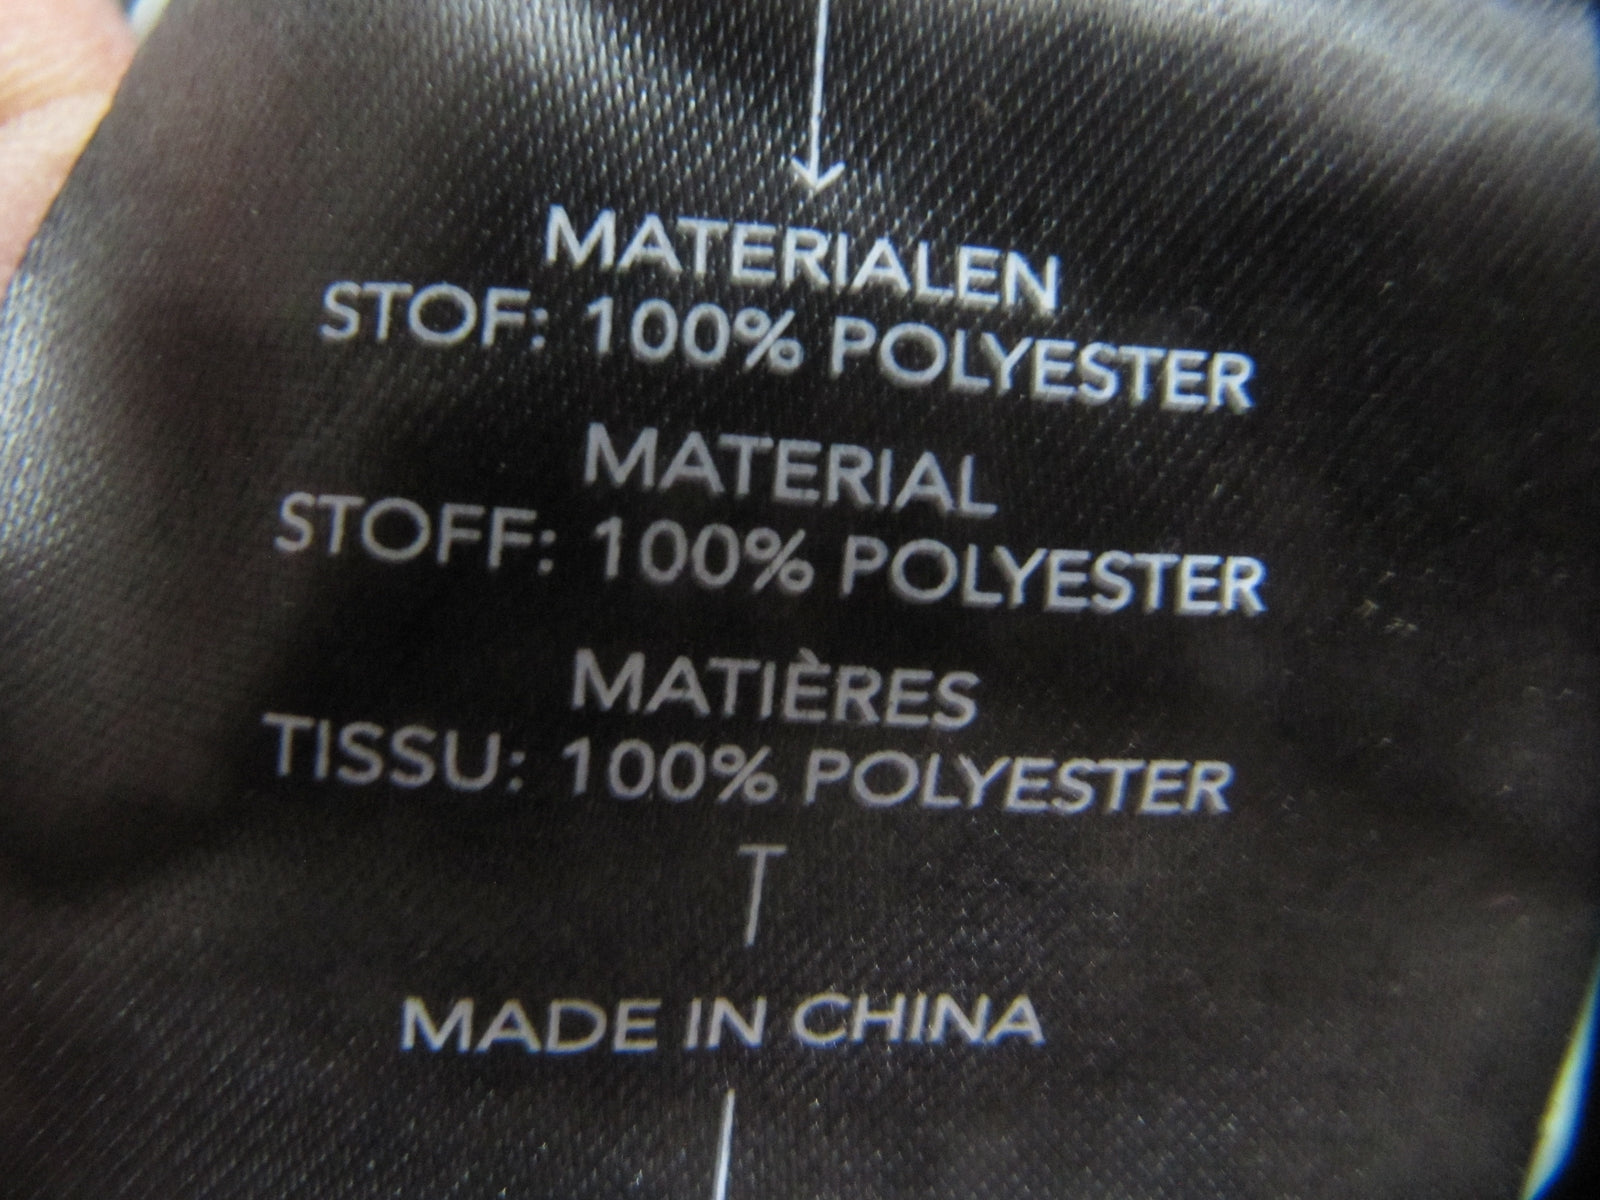 MATERIALEN
STOF: 100% POLYESTER
MATERIAL
STOFF: 100% POLYESTER
MATIÈRES
TISSU: 100% POLYESTER
MADE IN CHINA